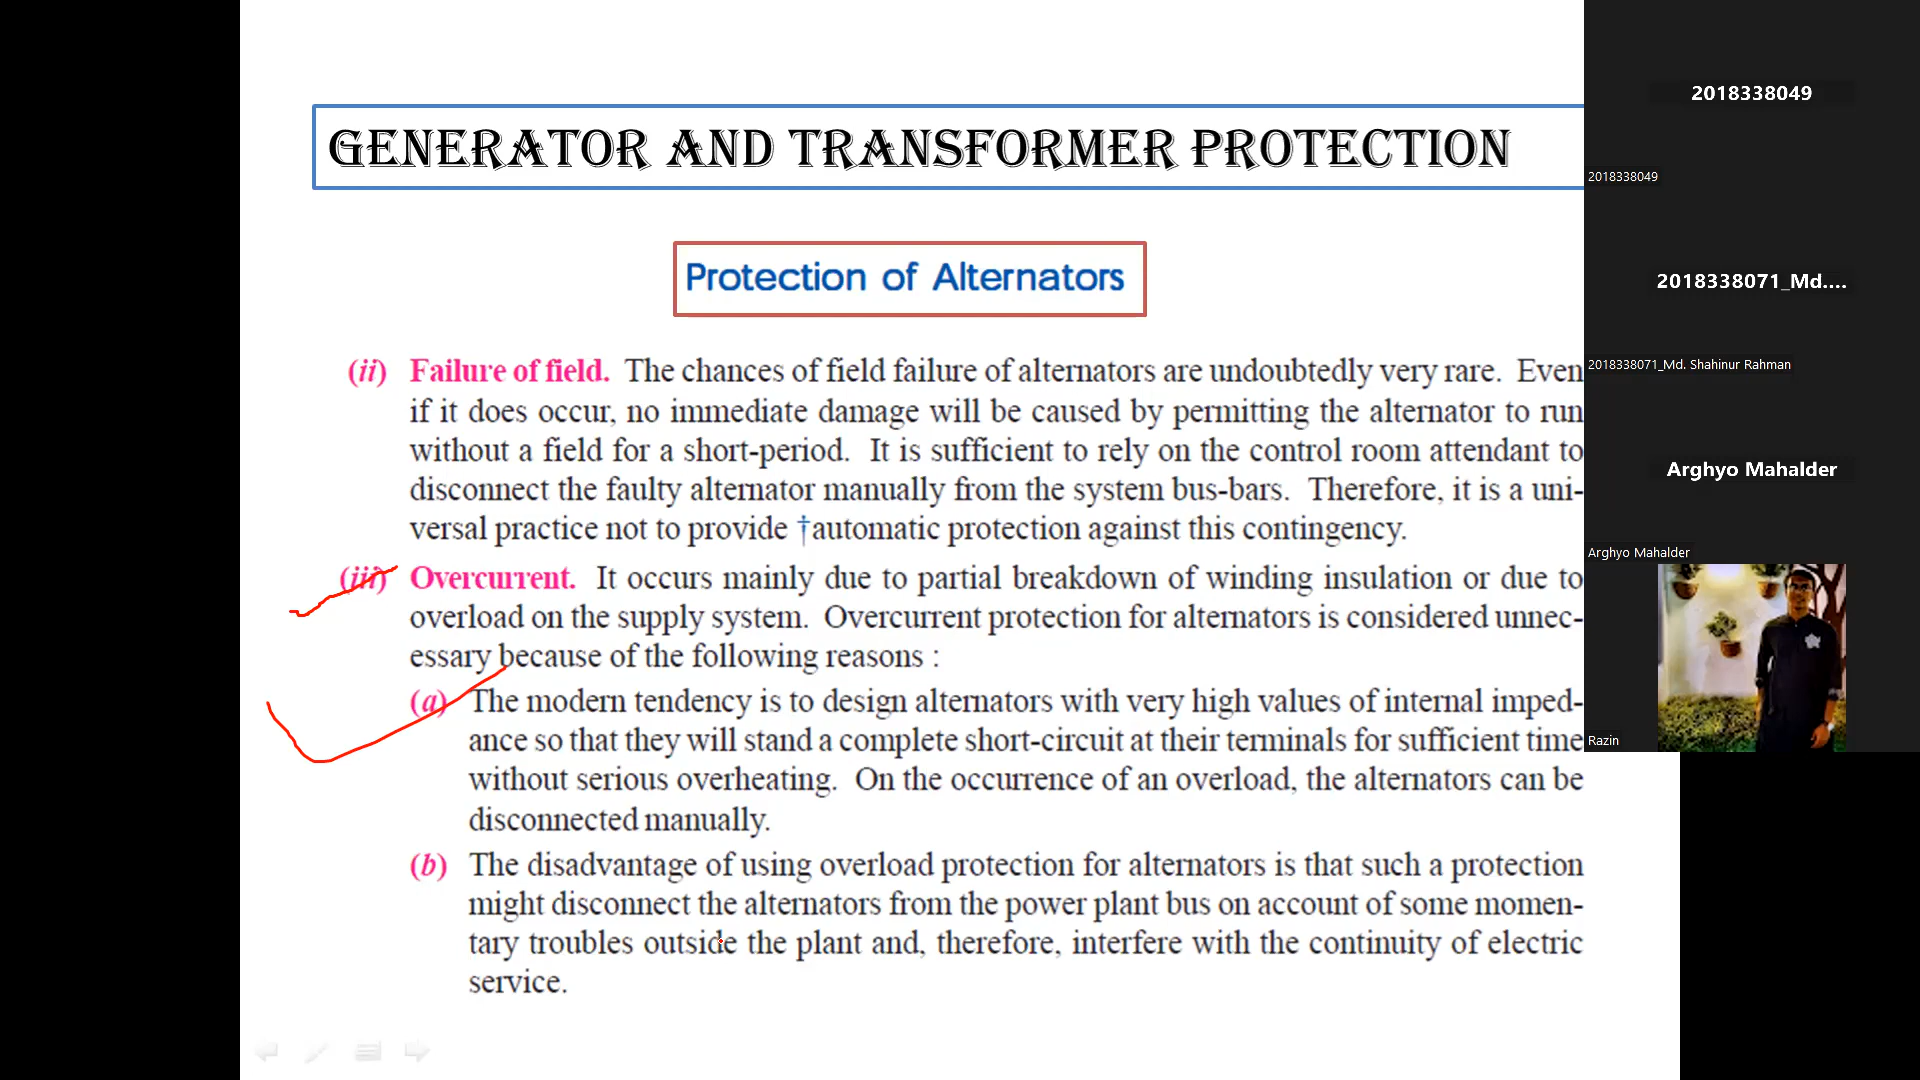 GENERATOR AND TRANSFORMER PROTECTION
Protection of Alternators
(ii) Failure of field. The chances of field failure of alternators are undoubtedly very rare. Even
if it does occur, no immediate damage will be caused by permitting the alternator to run
without a field for a short-period. It is sufficient to rely on the control room attendant to
disconnect the faulty alternator manually from the system bus-bars. Therefore, it is a uni-
versal practice not to provide †automatic protection against this contingency.
(iii) Overcurrent. It occurs mainly due to partial breakdown of winding insulation or due to
overload on the supply system. Overcurrent protection for alternators is considered unnec-
essary because of the following reasons :
(a) The modern tendency is to design alternators with very high values of internal imped-
ance so that they will stand a complete short-circuit at their terminals for sufficient time
without serious overheating. On the occurrence of an overload, the alternators can be
disconnected manually.
(b) The disadvantage of using overload protection for alternators is that such a protection
might disconnect the alternators from the power plant bus on account of some momen-
tary troubles outside the plant and, therefore, interfere with the continuity of electric
service.
2018338049
2018338049
2018338071_Md....
2018338071_Md. Shahinur Rahman
Arghyo Mahalder
Arghyo Mahalder
Razin